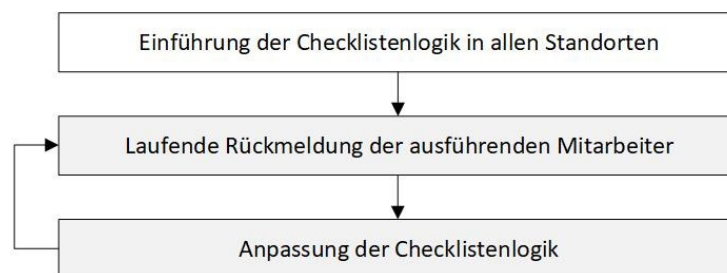 Einführung der Checklistenlogik in allen Standorten
Laufende Rückmeldung der ausführenden Mitarbeiter
Anpassung der Checklistenlogik